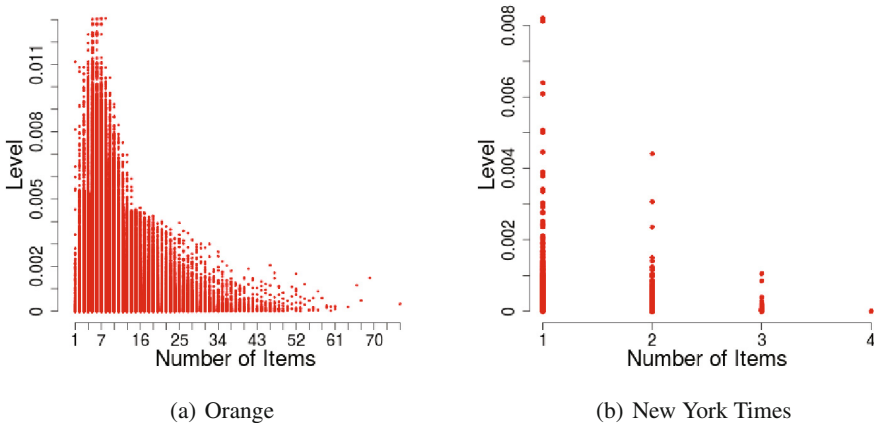 0.011
0.008
0.005
0.002
0
Level
1 7 16 25 34 43 52 61 70
Number of Items
(a) Orange
0.008
0.006
0.004
0.002
0
Level
1 2 3 4
Number of Items
(b) New York Times